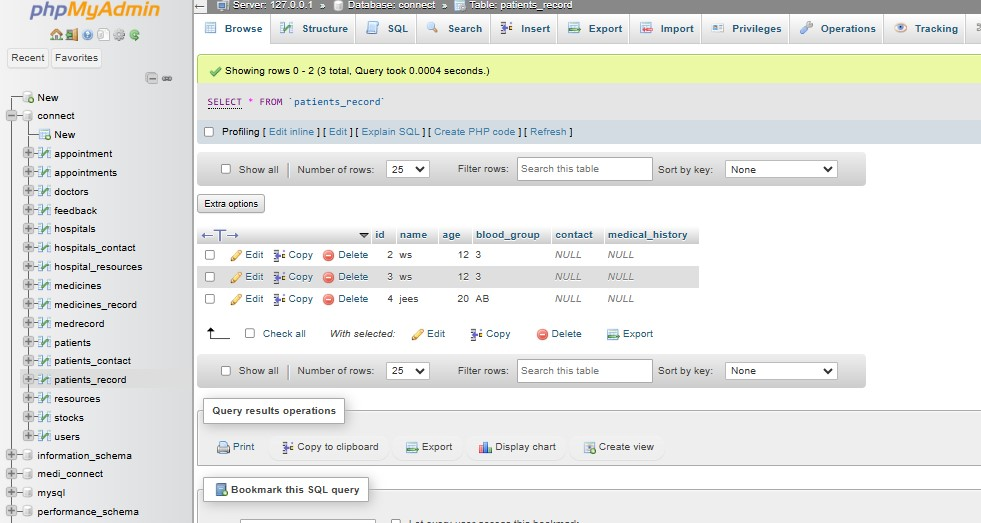 phpMyAdmin
Server: 127.0.0.1 » Database: connect » Table: patients_record
Browse Structure SQL Search Insert Export Import Privileges Operations Tracking
Recent Favorites
New
connect
New
appointment
appointments
doctors
feedback
hospitals
hospitals_contact
hospital_resources
medicines
medicines_record
medrecord
patients
patients_contact
patients_record
resources
stocks
users
information_schema
medi_connect
mysql
performance_schema
Showing rows 0 - 2 (3 total, Query took 0.0004 seconds.)
SELECT * FROM `patients_record`
Profiling [ Edit inline ] [ Edit ] [ Explain SQL ] [ Create PHP code ] [ Refresh ]
Show all Number of rows: 25 Filter rows: Search this table Sort by key: None
Extra options
←T→ id name age blood_group contact medical_history
Edit Copy Delete 2 ws 12 3 NULL NULL
Edit Copy Delete 3 ws 12 3 NULL NULL
Edit Copy Delete 4 jees 20 AB NULL NULL
Check all With selected: Edit Copy Delete Export
Show all Number of rows: 25 Filter rows: Search this table Sort by key: None
Query results operations
Print Copy to clipboard Export Display chart Create view
Bookmark this SQL query
Let every user access this bookmark